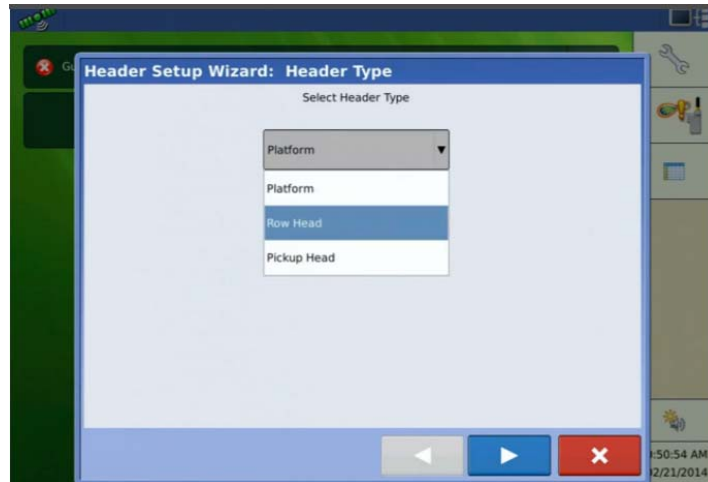 Header Setup Wizard: Header Type
Select Header Type
Platform
Platform
Row Head
Pickup Head
:50:54 AM
02/21/2014